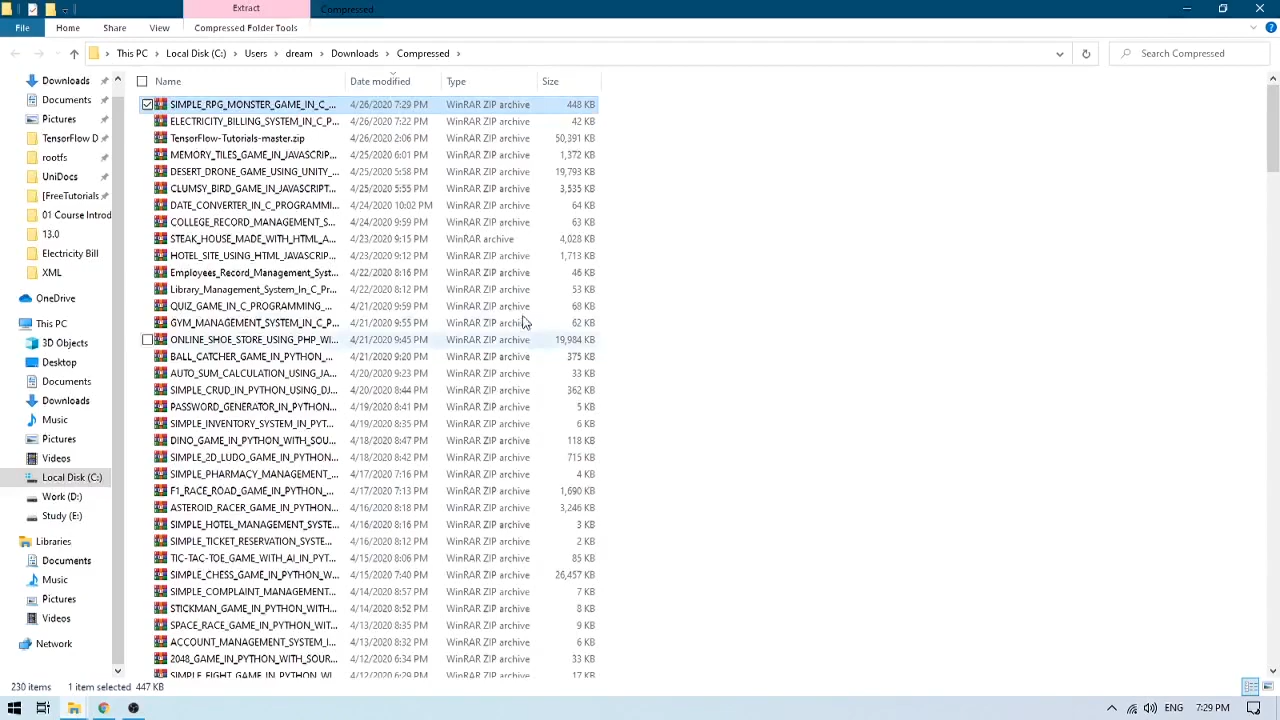 Extract
Compressed
File
Home
Share
View
Compressed Folder Tools
This PC
Local Disk (C:)
Users
dream
Downloads
Compressed
Search Compressed
Name
Date modified
Type
Size
Downloads
Documents
Pictures
TensorFlow D
rootfs
UniDocs
[FreeTutorials
01 Course Introd
13.0
Electricity Bill
XML
OneDrive
This PC
3D Objects
Desktop
Documents
Downloads
Music
Pictures
Videos
Local Disk (C:)
Work (D:)
Study (E:)
Libraries
Documents
Music
Pictures
Videos
Network
SIMPLE_RPG_MONSTER_GAME_IN_C_... 4/26/2020 7:29 PM WinRAR ZIP archive 448 KB
ELECTRICITY_BILLING_SYSTEM_IN_C_P... 4/26/2020 7:22 PM WinRAR ZIP archive 42 KB
TensorFlow-Tutorials-master.zip 4/26/2020 2:06 PM WinRAR ZIP archive 50,391 KB
MEMORY_TILES_GAME_IN_JAVASCRIP... 4/25/2020 6:01 PM WinRAR ZIP archive 1,372 KB
DESERT_DRONE_GAME_USING_UNITY_... 4/25/2020 5:58 PM WinRAR ZIP archive 19,793 KB
CLUMSY_BIRD_GAME_IN_JAVASCRIPT... 4/25/2020 5:55 PM WinRAR ZIP archive 3,535 KB
DATE_CONVERTER_IN_C_PROGRAMMI... 4/24/2020 10:02 PM WinRAR ZIP archive 64 KB
COLLEGE_RECORD_MANAGEMENT_S... 4/24/2020 9:59 PM WinRAR ZIP archive 63 KB
STEAK_HOUSE_MADE_WITH_HTML_A... 4/23/2020 9:15 PM WinRAR archive 4,028 KB
HOTEL_SITE_USING_HTML_JAVASCRIP... 4/23/2020 9:12 PM WinRAR ZIP archive 1,713 KB
Employees_Record_Management_Syst... 4/22/2020 8:16 PM WinRAR ZIP archive 46 KB
Library_Management_System_In_C_Pr... 4/22/2020 8:12 PM WinRAR ZIP archive 53 KB
QUIZ_GAME_IN_C_PROGRAMMING_... 4/21/2020 9:59 PM WinRAR ZIP archive 68 KB
GYM_MANAGEMENT_SYSTEM_IN_C_P... 4/21/2020 9:55 PM WinRAR ZIP archive 62 KB
ONLINE_SHOE_STORE_USING_PHP_WI... 4/21/2020 9:45 PM WinRAR ZIP archive 19,984 KB
BALL_CATCHER_GAME_IN_PYTHON_... 4/21/2020 9:20 PM WinRAR ZIP archive 375 KB
AUTO_SUM_CALCULATION_USING_JA... 4/20/2020 9:23 PM WinRAR ZIP archive 33 KB
SIMPLE_CRUD_IN_PYTHON_USING_DJ... 4/20/2020 8:44 PM WinRAR ZIP archive 362 KB
PASSWORD_GENERATOR_IN_PYTHON... 4/19/2020 8:41 PM WinRAR ZIP archive 5 KB
SIMPLE_INVENTORY_SYSTEM_IN_PYT... 4/19/2020 8:35 PM WinRAR ZIP archive 6 KB
DINO_GAME_IN_PYTHON_WITH_SOU... 4/18/2020 8:47 PM WinRAR ZIP archive 118 KB
SIMPLE_2D_LUDO_GAME_IN_PYTHON... 4/18/2020 8:42 PM WinRAR ZIP archive 715 KB
SIMPLE_PHARMACY_MANAGEMENT_... 4/17/2020 7:16 PM WinRAR ZIP archive 4 KB
F1_RACE_ROAD_GAME_IN_PYTHON_... 4/17/2020 7:13 PM WinRAR ZIP archive 1,690 KB
ASTEROID_RACER_GAME_IN_PYTHON... 4/16/2020 8:18 PM WinRAR ZIP archive 3,246 KB
SIMPLE_HOTEL_MANAGEMENT_SYSTE... 4/16/2020 8:16 PM WinRAR ZIP archive 3 KB
SIMPLE_TICKET_RESERVATION_SYSTE... 4/16/2020 8:12 PM WinRAR ZIP archive 2 KB
TIC-TAC-TOE_GAME_WITH_AI_IN_PYT... 4/15/2020 8:06 PM WinRAR ZIP archive 85 KB
SIMPLE_CHESS_GAME_IN_PYTHON_W... 4/15/2020 7:40 PM WinRAR ZIP archive 26,457 KB
SIMPLE_COMPLAINT_MANAGEMENT... 4/14/2020 8:57 PM WinRAR ZIP archive 7 KB
STICKMAN_GAME_IN_PYTHON_WITH... 4/14/2020 8:52 PM WinRAR ZIP archive 8 KB
SPACE_RACE_GAME_IN_PYTHON_WIT... 4/13/2020 8:35 PM WinRAR ZIP archive 9 KB
ACCOUNT_MANAGEMENT_SYSTEM_I... 4/13/2020 8:32 PM WinRAR ZIP archive 6 KB
2048_GAME_IN_PYTHON_WITH_SOUR... 4/12/2020 6:34 PM WinRAR ZIP archive 33 KB
SIMPLE_FIGHT_GAME_IN_PYTHON_WI... 4/12/2020 6:29 PM WinRAR ZIP archive 17 KB
230 items
1 item selected 447 KB
ENG
7:29 PM